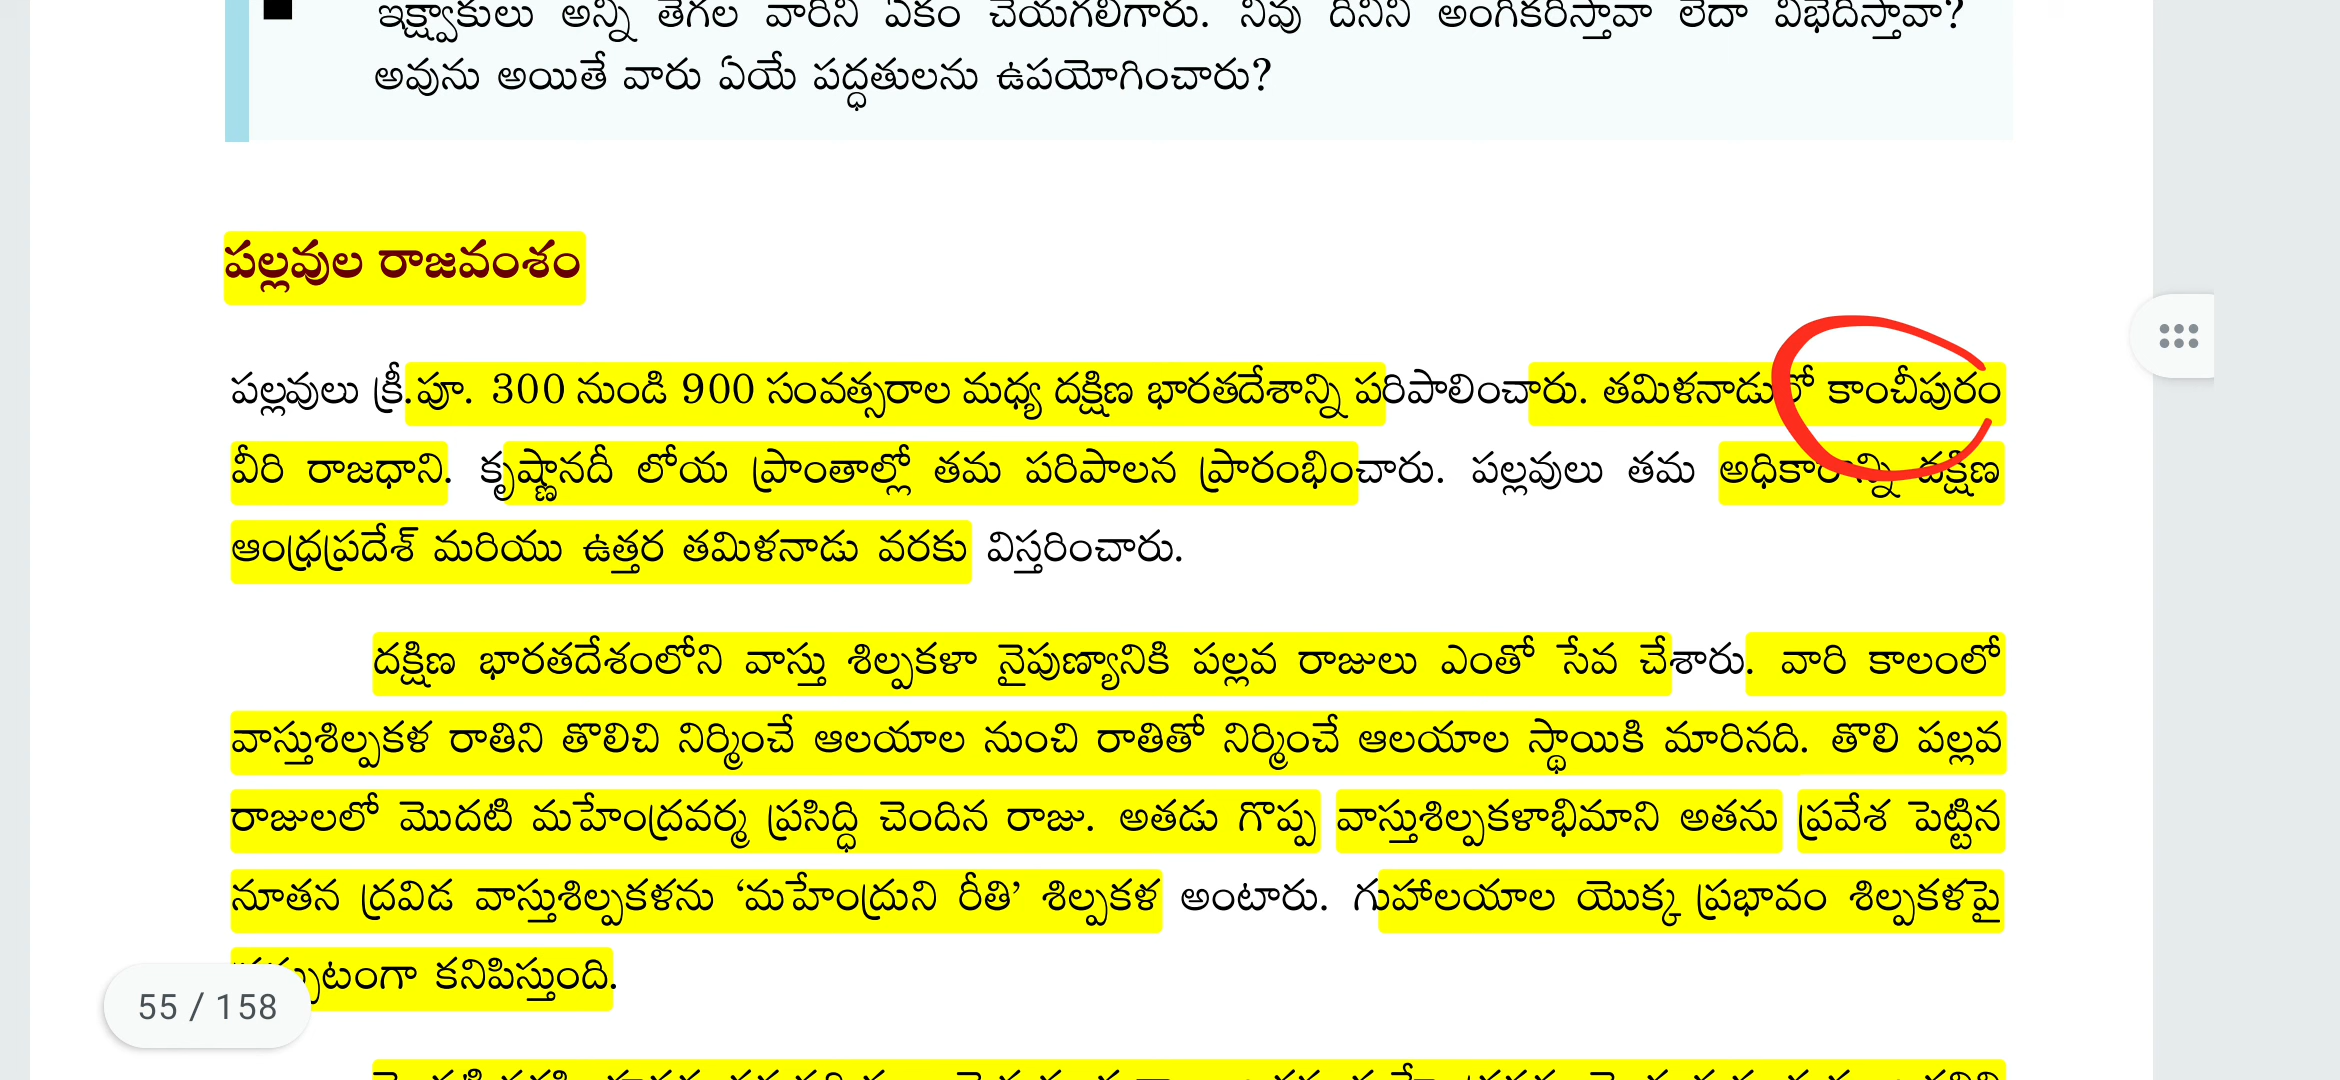 ఇక్ష్వాకులు అన్ని తెగల వారిని ఏకం చేయగలిగారు. నీవు దీనిని అంగీకరిస్తావా లేదా విభేదిస్తావా?
అవును అయితే వారు ఏయే పద్ధతులను ఉపయోగించారు?
పల్లవుల రాజవంశం
పల్లవులు క్రీ.పూ. 300 నుండి 900 సంవత్సరాల మధ్య దక్షిణ భారతదేశాన్ని పరిపాలించారు. తమిళనాడులో కాంచీపురం
వీరి రాజధాని. కృష్ణానదీ లోయ ప్రాంతాల్లో తమ పరిపాలన ప్రారంభించారు. పల్లవులు తమ అధికారాన్ని దక్షిణ
ఆంధ్రప్రదేశ్ మరియు ఉత్తర తమిళనాడు వరకు విస్తరించారు.
దక్షిణ భారతదేశంలోని వాస్తు శిల్పకళా నైపుణ్యానికి పల్లవ రాజులు ఎంతో సేవ చేశారు. వారి కాలంలో
వాస్తుశిల్పకళ రాతిని తొలిచి నిర్మించే ఆలయాల నుంచి రాతితో నిర్మించే ఆలయాల స్థాయికి మారినది. తొలి పల్లవ
రాజులలో మొదటి మహేంద్రవర్మ ప్రసిద్ధి చెందిన రాజు. అతడు గొప్ప వాస్తుశిల్పకళాభిమాని అతను ప్రవేశ పెట్టిన
నూతన ద్రవిడ వాస్తుశిల్పకళను ‘మహేంద్రుని రీతి’ శిల్పకళ అంటారు. గుహాలయాల యొక్క ప్రభావం శిల్పకళపై
కనిపిస్తుంది.
55 / 158